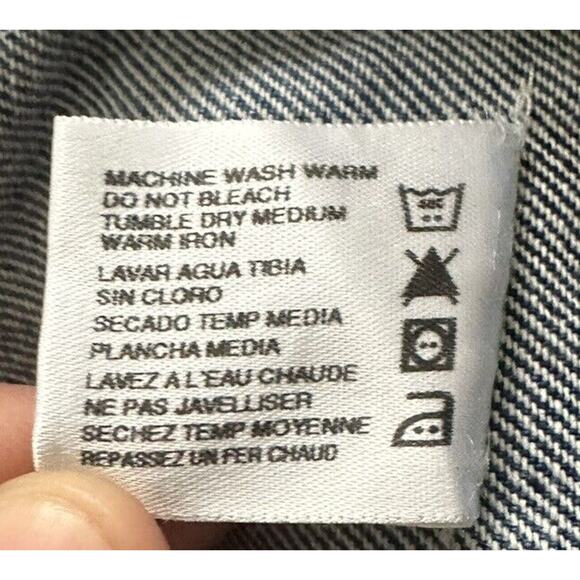 MACHINE WASH WARM
DO NOT BLEACH
TUMBLE DRY MEDIUM
WARM IRON
LAVAR AGUA TIBIA
SIN CLORO
SECADO TEMP MEDIA
PLANCHA MEDIA
LAVEZ A L'EAU CHAUDE
NE PAS JAVELLISER
SECHEZ TEMP MOYENNE
REPASSEZ UN FER CHAUD